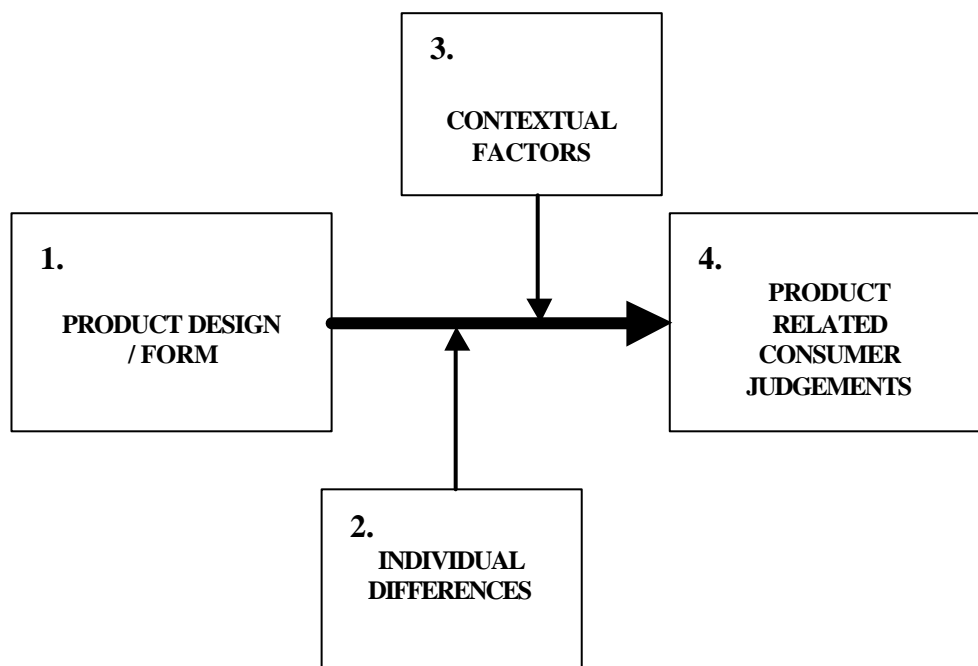 3.
CONTEXTUAL
FACTORS
1.
PRODUCT DESIGN
/ FORM
4.
PRODUCT
RELATED
CONSUMER
JUDGEMENTS
2.
INDIVIDUAL
DIFFERENCES